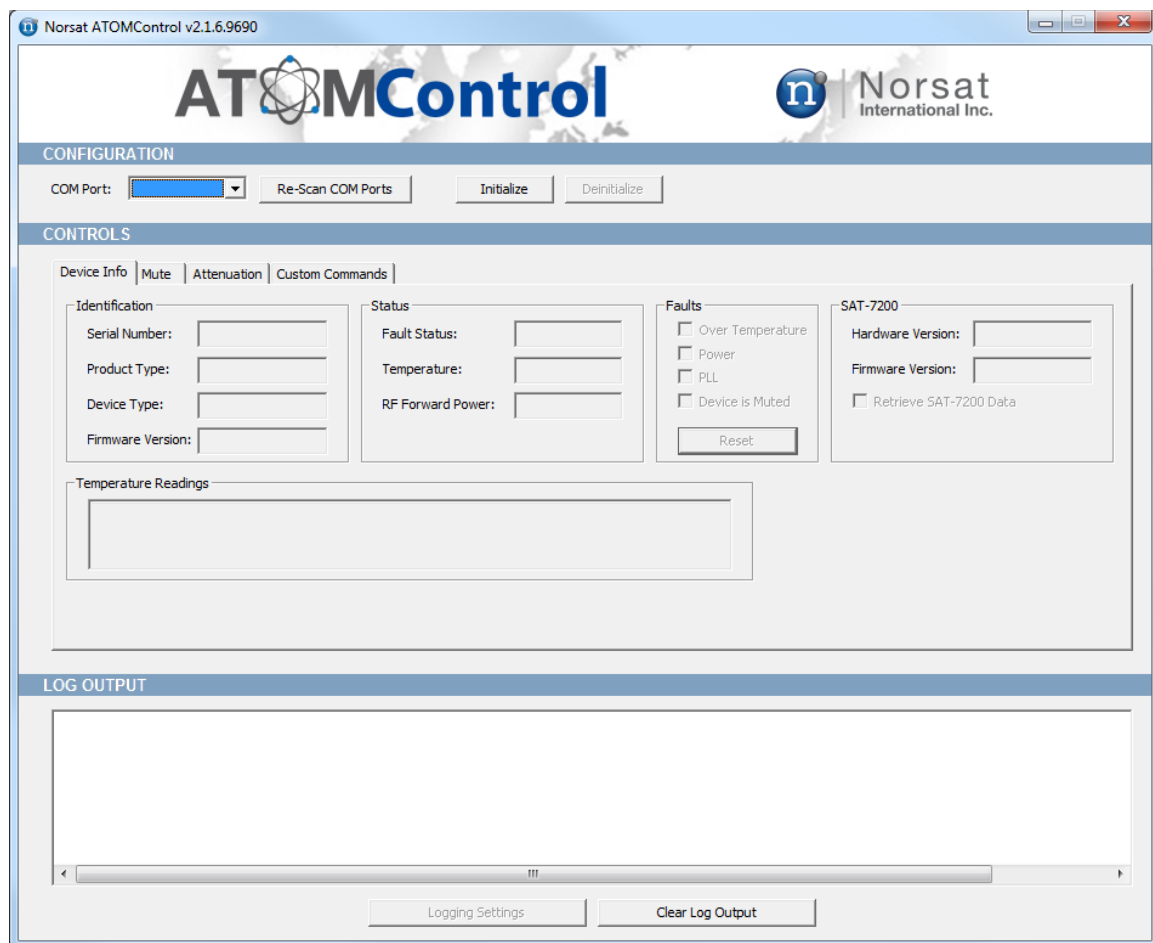 Norsat ATOMControl v2.1.6.9690
ATOMControl
n Norsat
International Inc.
CONFIGURATION
COM Port: Re-Scan COM Ports Initialize Deinitialize
CONTROLS
Device Info Mute Attenuation Custom Commands
Identification
Serial Number:
Product Type:
Device Type:
Firmware Version:
Status
Fault Status:
Temperature:
RF Forward Power:
Faults
Over Temperature
Power
PLL
Device is Muted
Reset
SAT-7200
Hardware Version:
Firmware Version:
Retrieve SAT-7200 Data
Temperature Readings
LOG OUTPUT
Logging Settings Clear Log Output